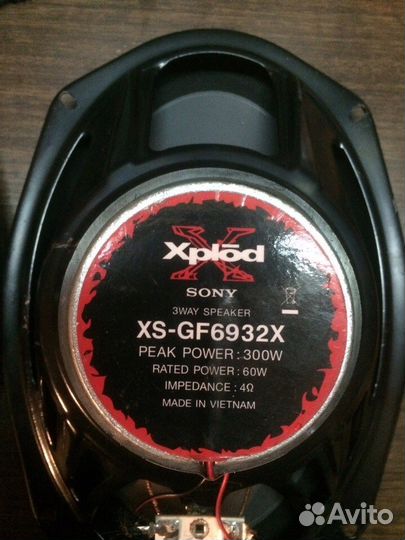 Xplōd
SONY
3WAY SPEAKER
XS-GF6932X
PEAK POWER : 300W
RATED POWER : 60W
IMPEDANCE : 4Ω
MADE IN VIETNAM
Avito